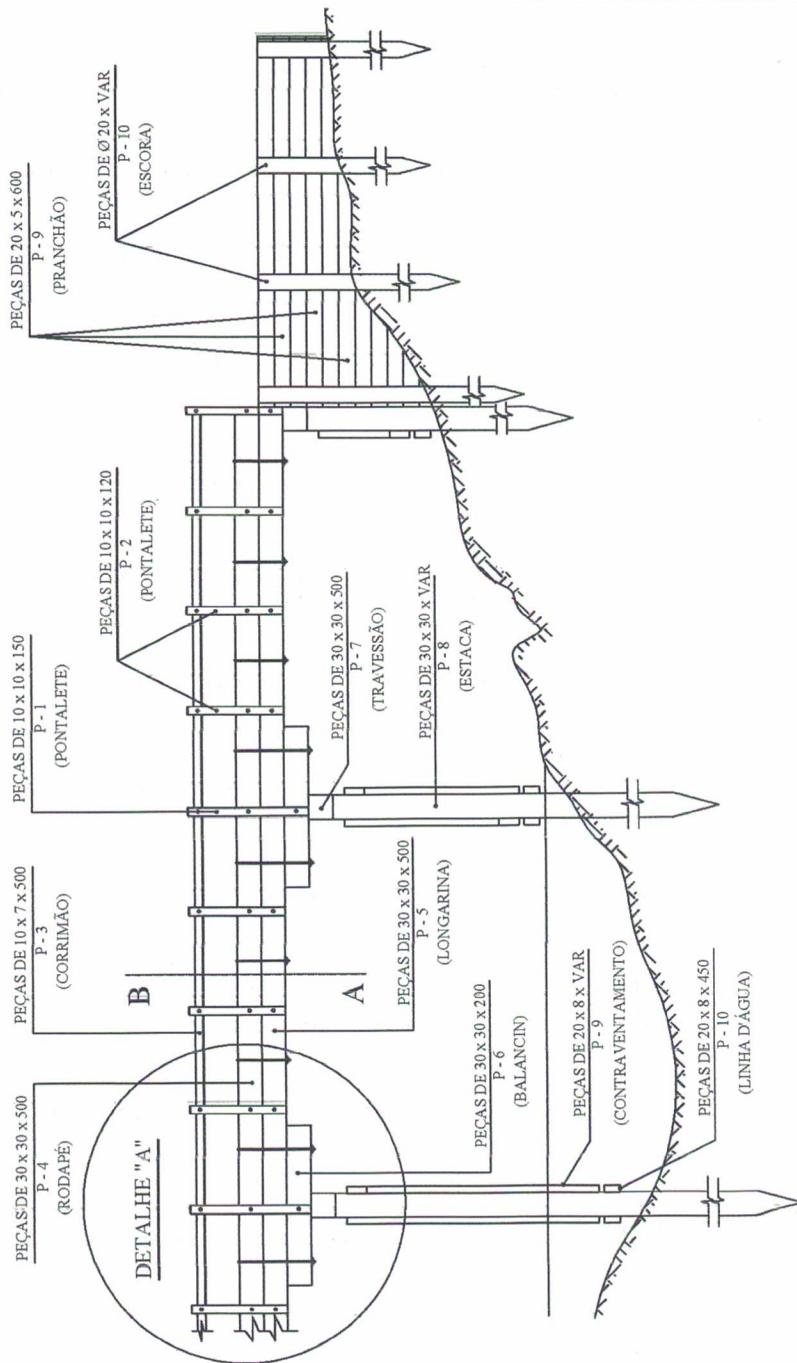 PEÇAS DE 30 x 30 x 500
P - 4
(RODAPÉ)
PEÇAS DE 10 x 7 x 500
P - 3
(CORRIMÃO)
PEÇAS DE 10 x 10 x 150
P - 1
(PONTALETE)
PEÇAS DE 10 x 10 x 120
P - 2
(PONTALETE)
PEÇAS DE 20 x 5 x 600
P - 9
(PRANCHÃO)
PEÇAS DE Ø 20 x VAR
P - 10
(ESCORA)
DETALHE "A"
B
A
PEÇAS DE 30 x 30 x 200
P - 6
(BALANCIN)
PEÇAS DE 30 x 30 x 500
P - 5
(LONGARINA)
PEÇAS DE 30 x 30 x 500
P - 7
(TRAVESSÃO)
PEÇAS DE 30 x 30 x VAR
P - 8
(ESTACA)
PEÇAS DE 20 x 8 x VAR
P - 9
(CONTRAVENTAMENTO)
PEÇAS DE 20 x 8 x 450
P - 10
(LINHA D'ÁGUA)